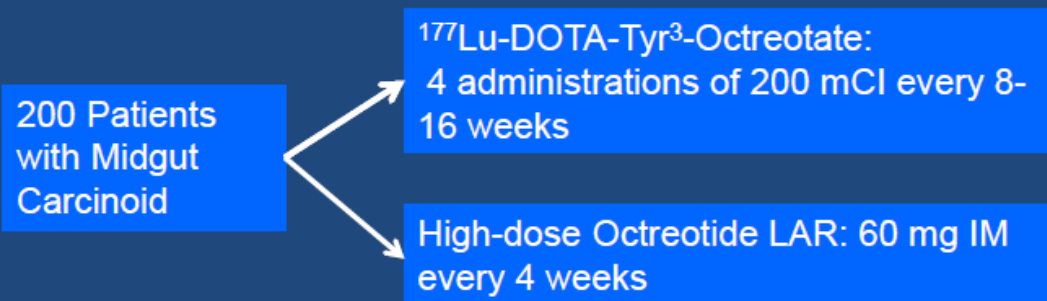 200 Patients
with Midgut
Carcinoid
¹⁷⁷Lu-DOTA-Tyr³-Octreotate:
4 administrations of 200 mCI every 8-
16 weeks
High-dose Octreotide LAR: 60 mg IM
every 4 weeks